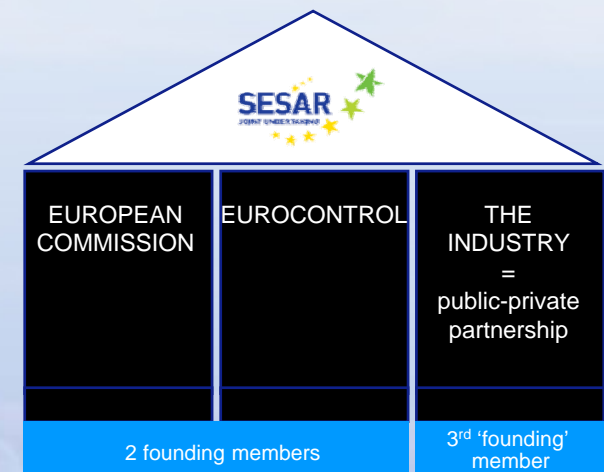 SESAR
JOINT UNDERTAKING
EUROPEAN
COMMISSION
EUROCONTROL
THE
INDUSTRY
=
public-private
partnership
2 founding members
3rd ‘founding’
member